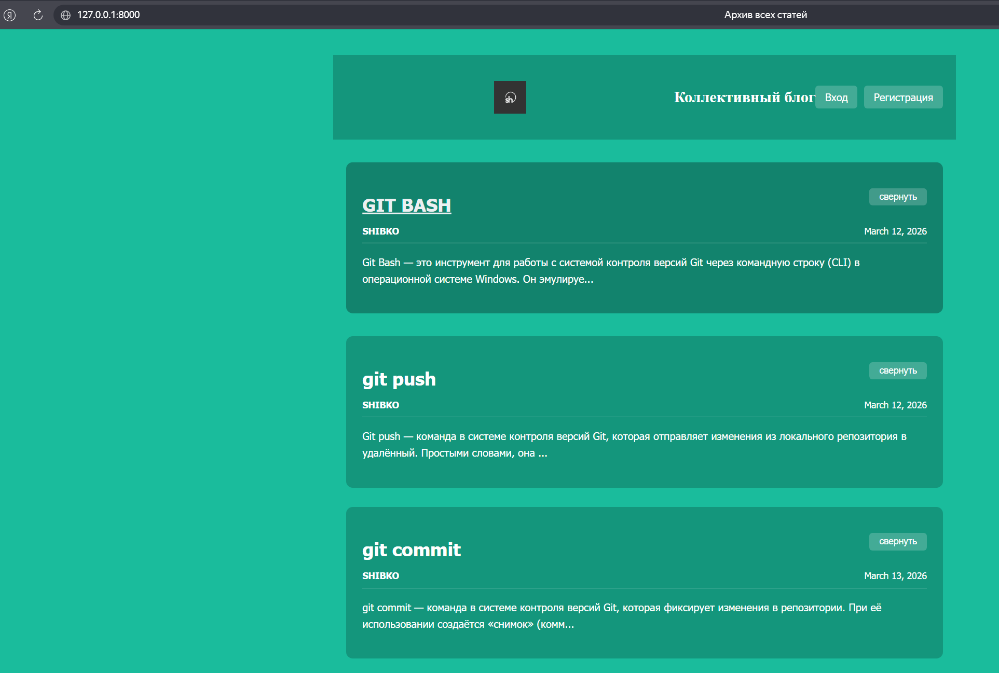 Я
127.0.0.1:8000
Архив всех статей
sh
Коллективный блог
Вход
Регистрация
свернуть
GIT BASH
SHIBKO
March 12, 2026
Git Bash — это инструмент для работы с системой контроля версий Git через командную строку (CLI) в
операционной системе Windows. Он эмулируе...
свернуть
git push
SHIBKO
March 12, 2026
Git push — команда в системе контроля версий Git, которая отправляет изменения из локального репозитория в
удалённый. Простыми словами, она ...
свернуть
git commit
SHIBKO
March 13, 2026
git commit — команда в системе контроля версий Git, которая фиксирует изменения в репозитории. При её
использовании создаётся «снимок» (комм...